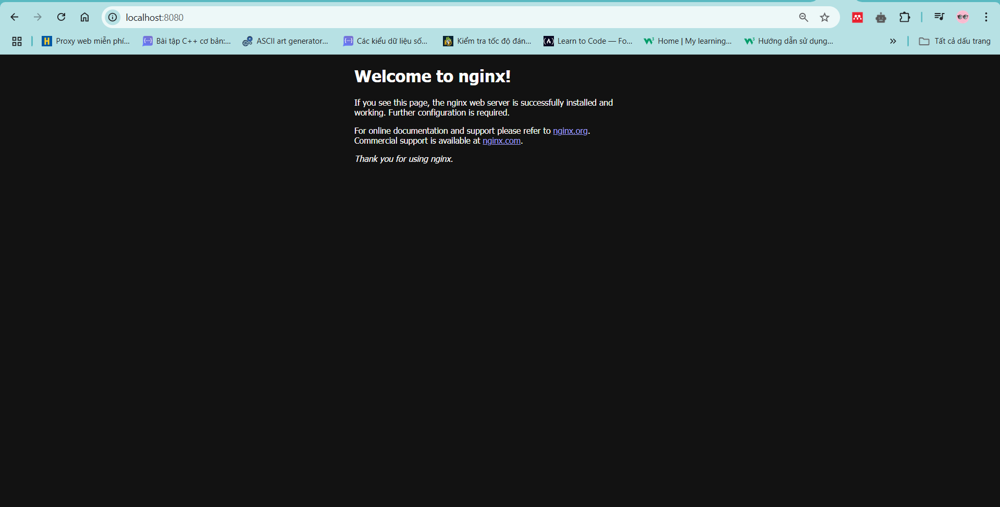 localhost:8080
Proxy web miễn phí...
Bài tập C++ cơ bản:...
ASCII art generator...
Các kiểu dữ liệu số...
Kiểm tra tốc độ đán...
Learn to Code — Fo...
Home | My learning...
Hướng dẫn sử dụng...
Tất cả dấu trang
Welcome to nginx!
If you see this page, the nginx web server is successfully installed and
working. Further configuration is required.
For online documentation and support please refer to nginx.org.
Commercial support is available at nginx.com.
Thank you for using nginx.